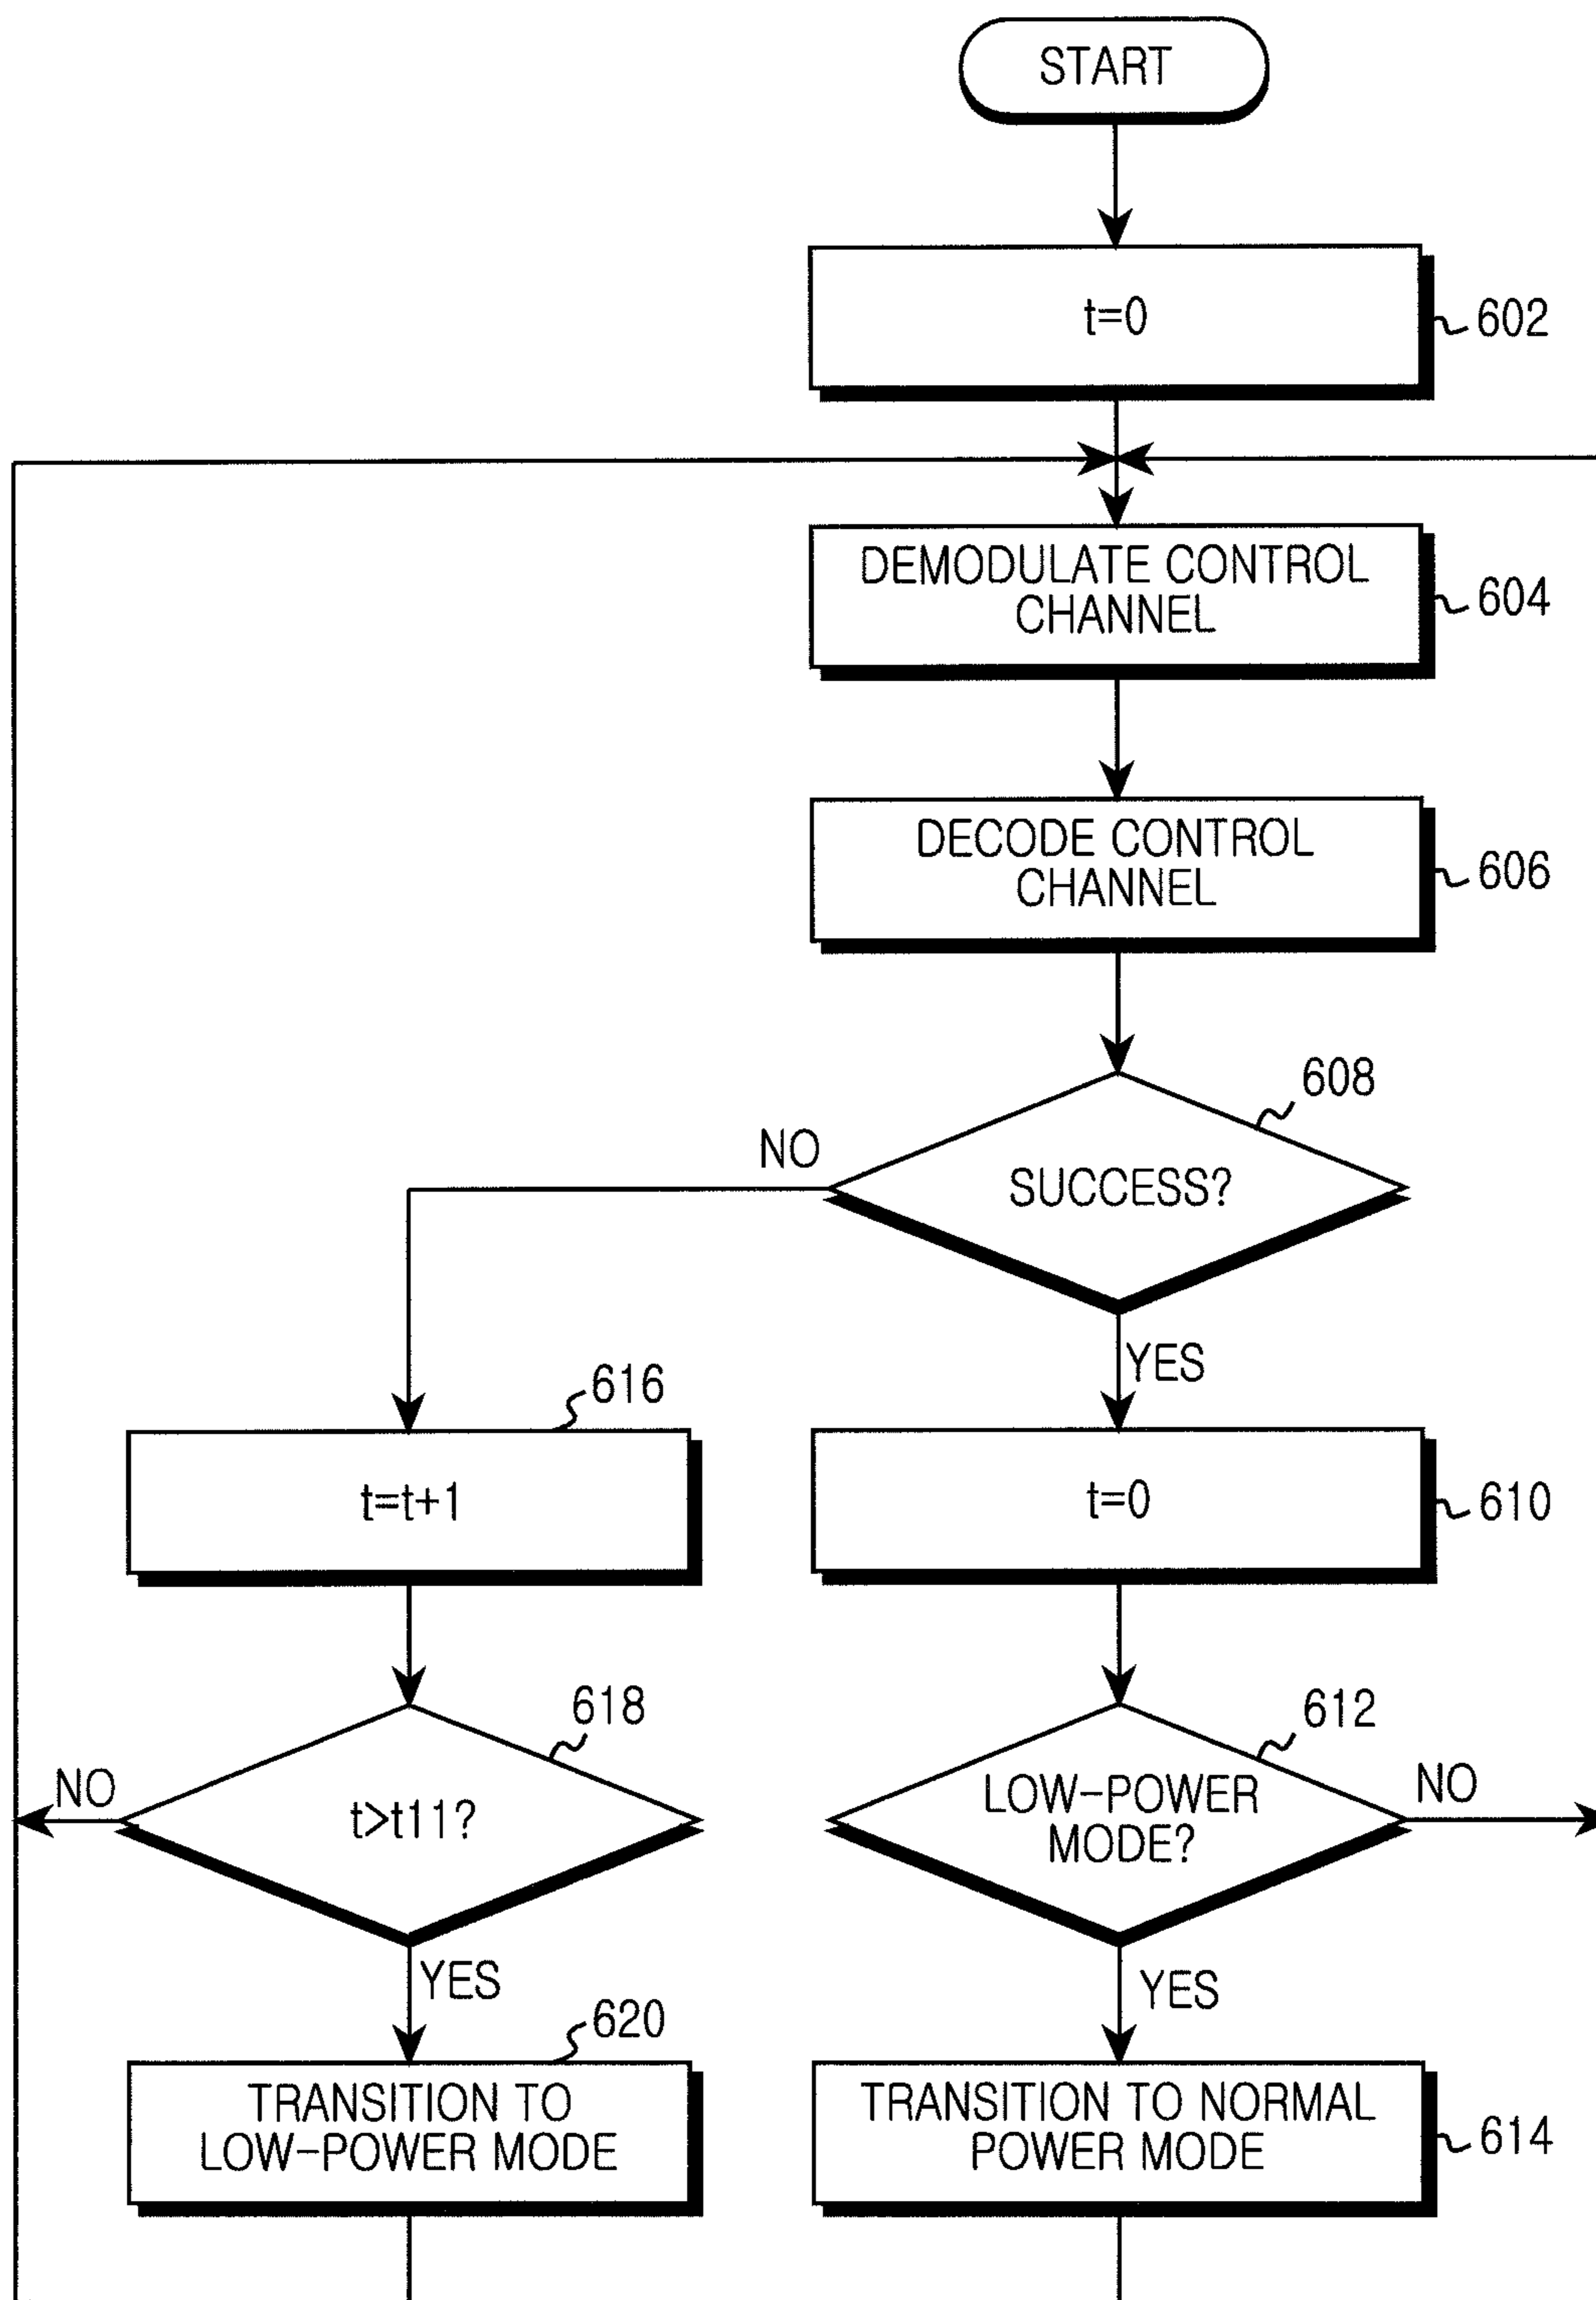 START
t=0
602
DEMODULATE CONTROL
CHANNEL
604
DECODE CONTROL
CHANNEL
606
608
NO
SUCCESS?
YES
616
t=t+1
t=0
610
618
NO
t>t11?
YES
612
LOW-POWER
MODE?
NO
YES
620
TRANSITION TO
LOW-POWER MODE
TRANSITION TO NORMAL
POWER MODE
614